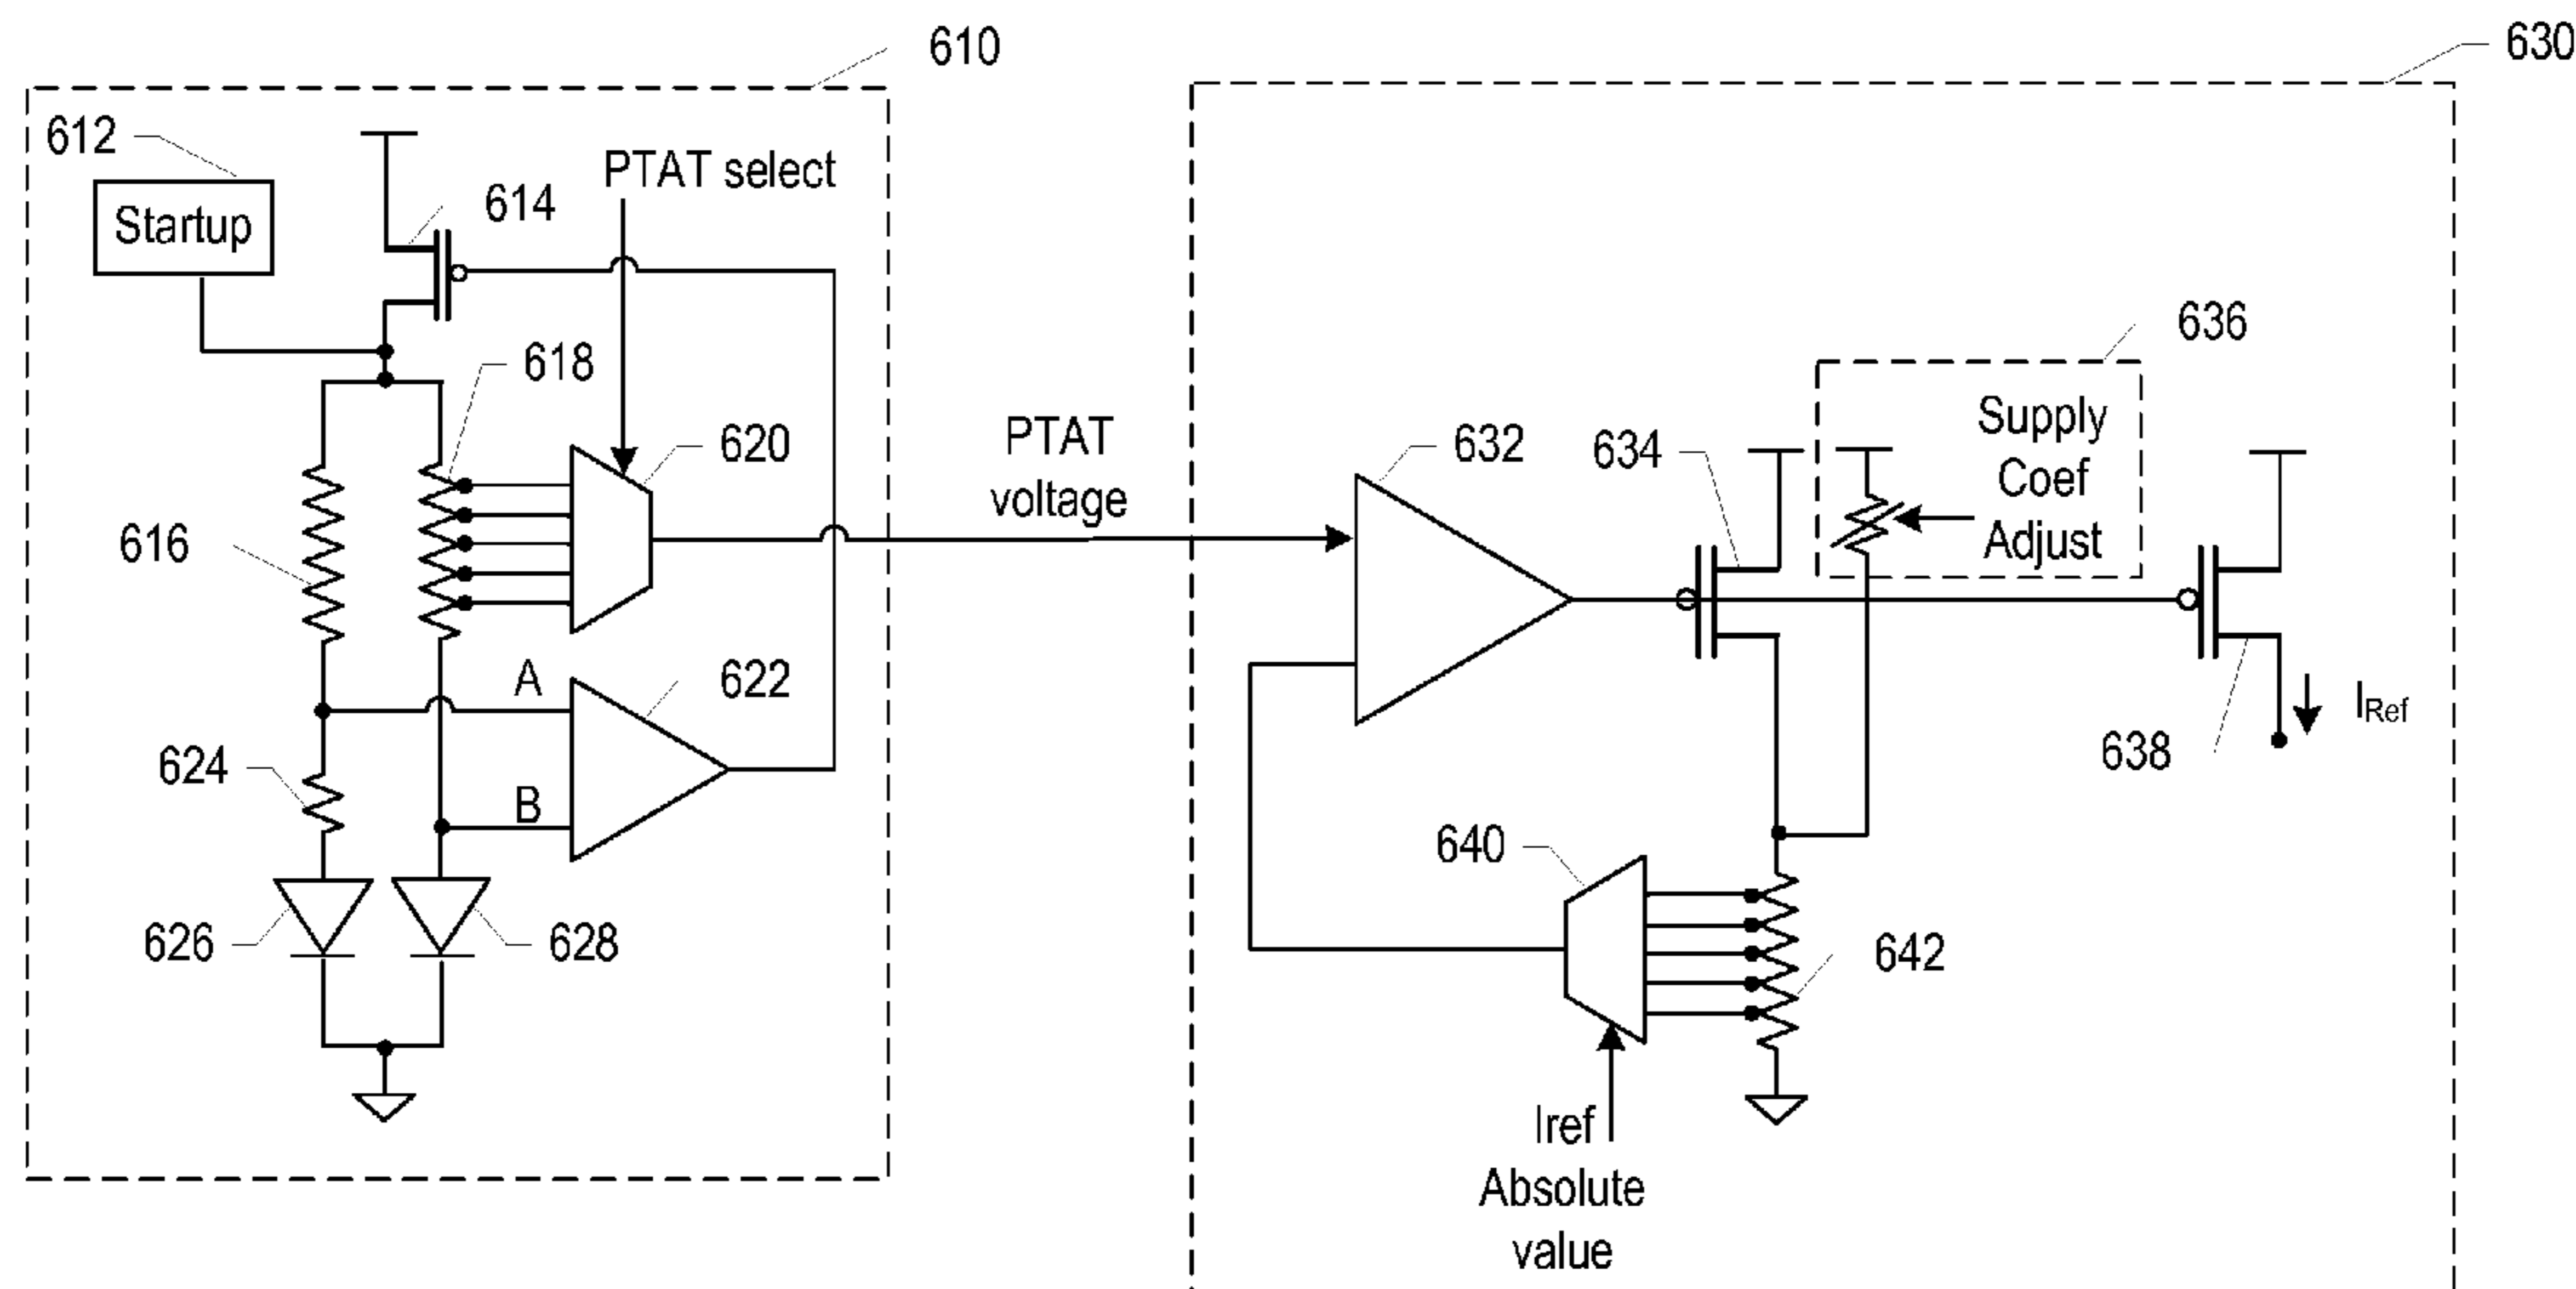 610
630
612
Startup
614
PTAT select
618
620
616
A
622
624
B
626
628
PTAT
voltage
632
634
636
Supply
Coef
Adjust
638
IRef
640
642
Iref
Absolute
value